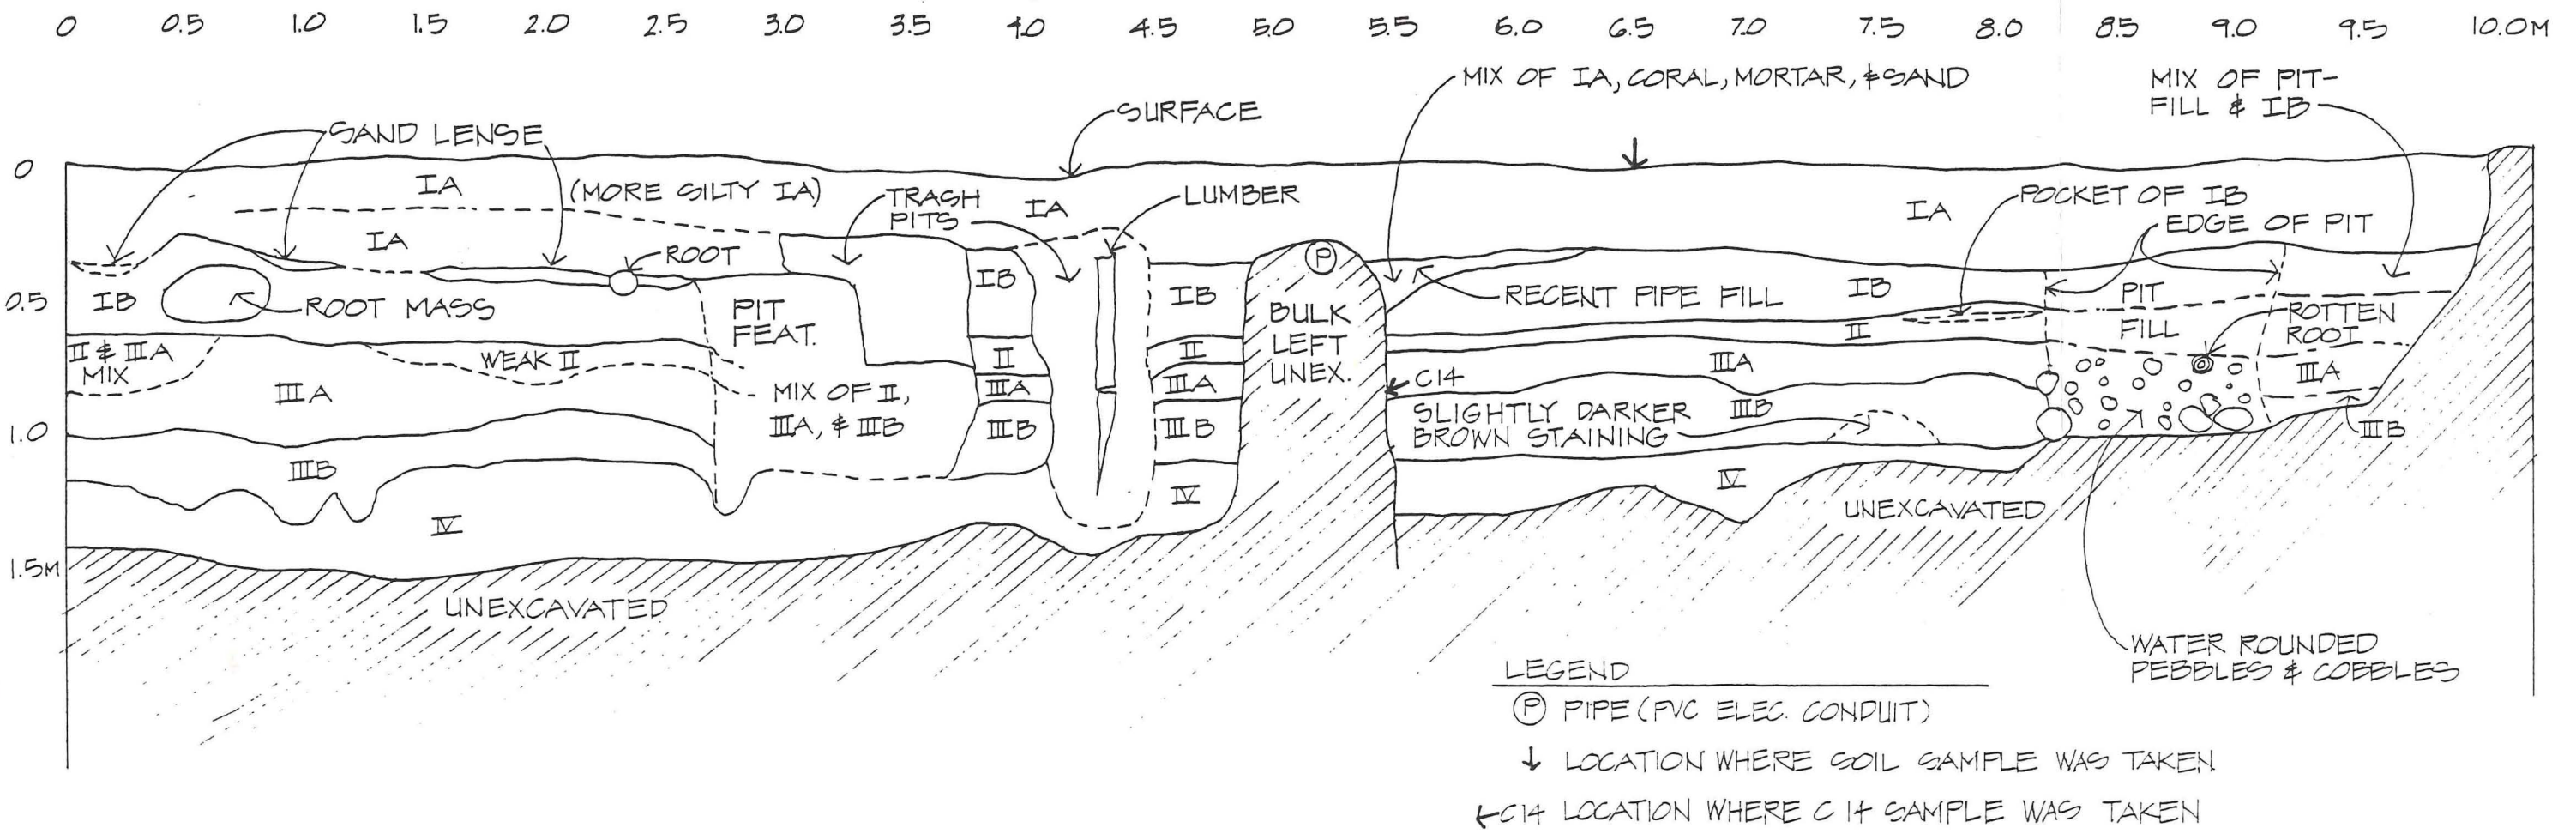 0 0.5 1.0 1.5 2.0 2.5 3.0 3.5 4.0 4.5 5.0 5.5 6.0 6.5 7.0 7.5 8.0 8.5 9.0 9.5 10.0M
MIX OF IA, CORAL, MORTAR, & SAND
MIX OF PIT-
FILL & IB
SURFACE
SAND LENSE
0
0.5
1.0
1.5M
IA
(MORE SILTY IA)
TRASH
PITS
IA
LUMBER
IA
POCKET OF IB
EDGE OF PIT
IA
ROOT
IB
ROOT MASS
PIT
FEAT.
IB
IB
P
BULK
LEFT
UNEX.
RECENT PIPE FILL
IB
PIT
FILL
ROTTEN
ROOT
II & IIIA
MIX
WEAK II
II
II
II
IIIA
MIX OF II,
IIIA, & IIIB
IIIA
IIIA
C14
IIIA
IIIA
SLIGHTLY DARKER
BROWN STAINING
IIIB
IIIB
IIIB
IIIB
IIIB
IV
IV
IV
UNEXCAVATED
UNEXCAVATED
WATER ROUNDED
PEBBLES & COBBLES
LEGEND
P PIPE (PVC ELEC. CONDUIT)
↓ LOCATION WHERE SOIL SAMPLE WAS TAKEN
←C14 LOCATION WHERE C 14 SAMPLE WAS TAKEN